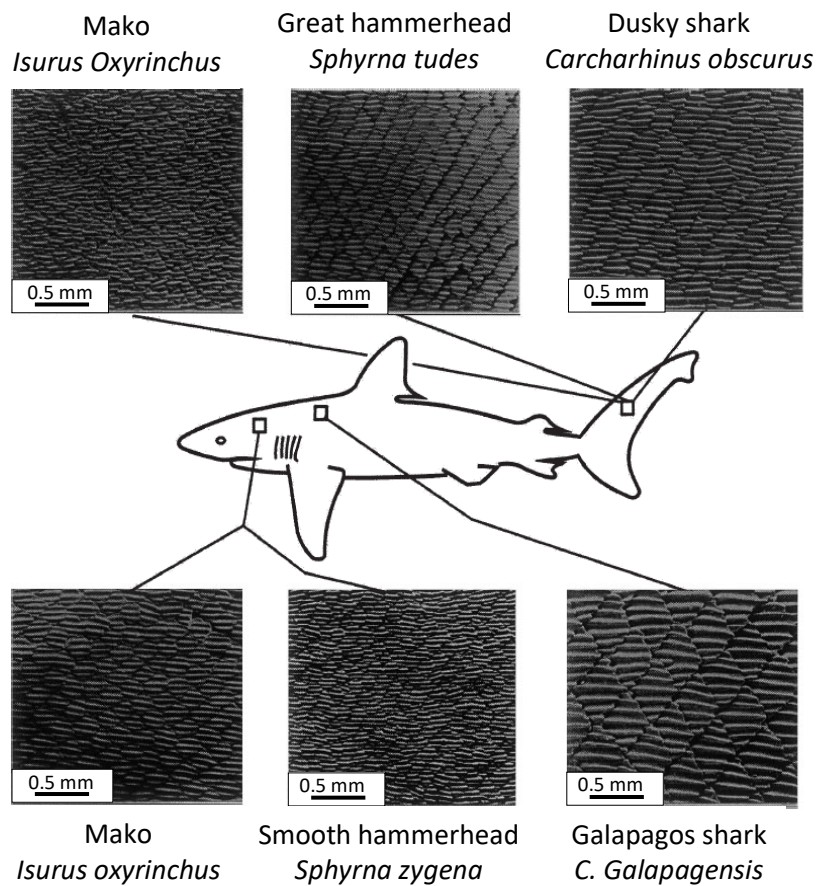 Mako
Isurus Oxyrinchus
Great hammerhead
Sphyrna tudes
Dusky shark
Carcharhinus obscurus
0.5 mm
0.5 mm
0.5 mm
0.5 mm
0.5 mm
0.5 mm
Mako
Isurus oxyrinchus
Smooth hammerhead
Sphyrna zygena
Galapagos shark
C. Galapagensis